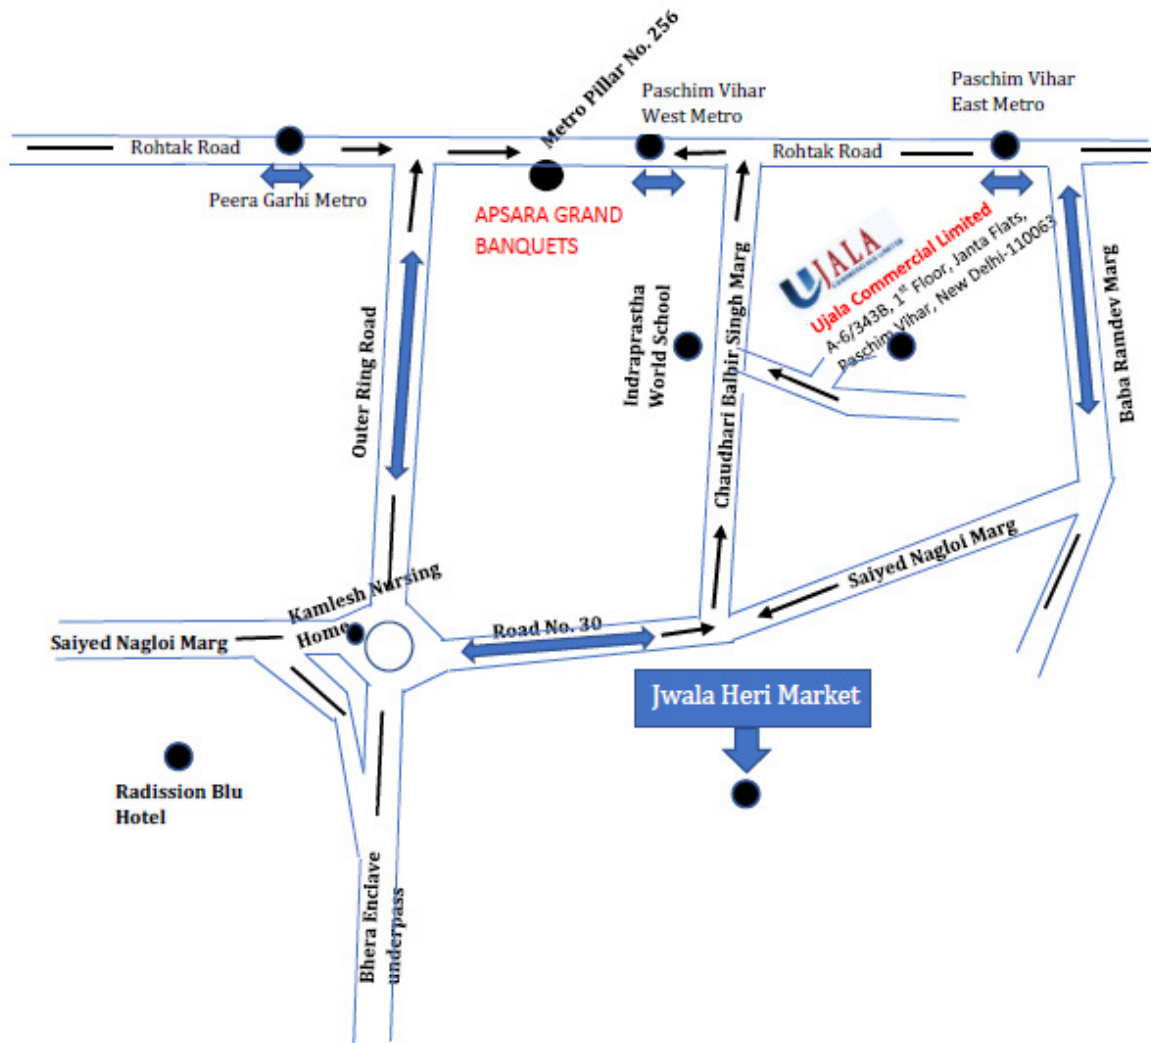 Metro Pillar No. 256
Paschim Vihar
West Metro
Paschim Vihar
East Metro
Rohtak Road
Rohtak Road
Peera Garhi Metro
APSARA GRAND
BANQUETS
UJALA
Ujala Commercial Limited
A-6/343B, 1st Floor, Janta Flats,
Paschim Vihar, New Delhi-110063
Outer Ring Road
Indraprastha
World School
Chaudhari Balbir Singh Marg
Baba Ramdev Marg
Saiyed Nagloi Marg
Kamlesh Nursing
Home
Saiyed Nagloi Marg
Road No. 30
Jwala Heri Market
Radission Blu
Hotel
Bhera Enclave
underpass